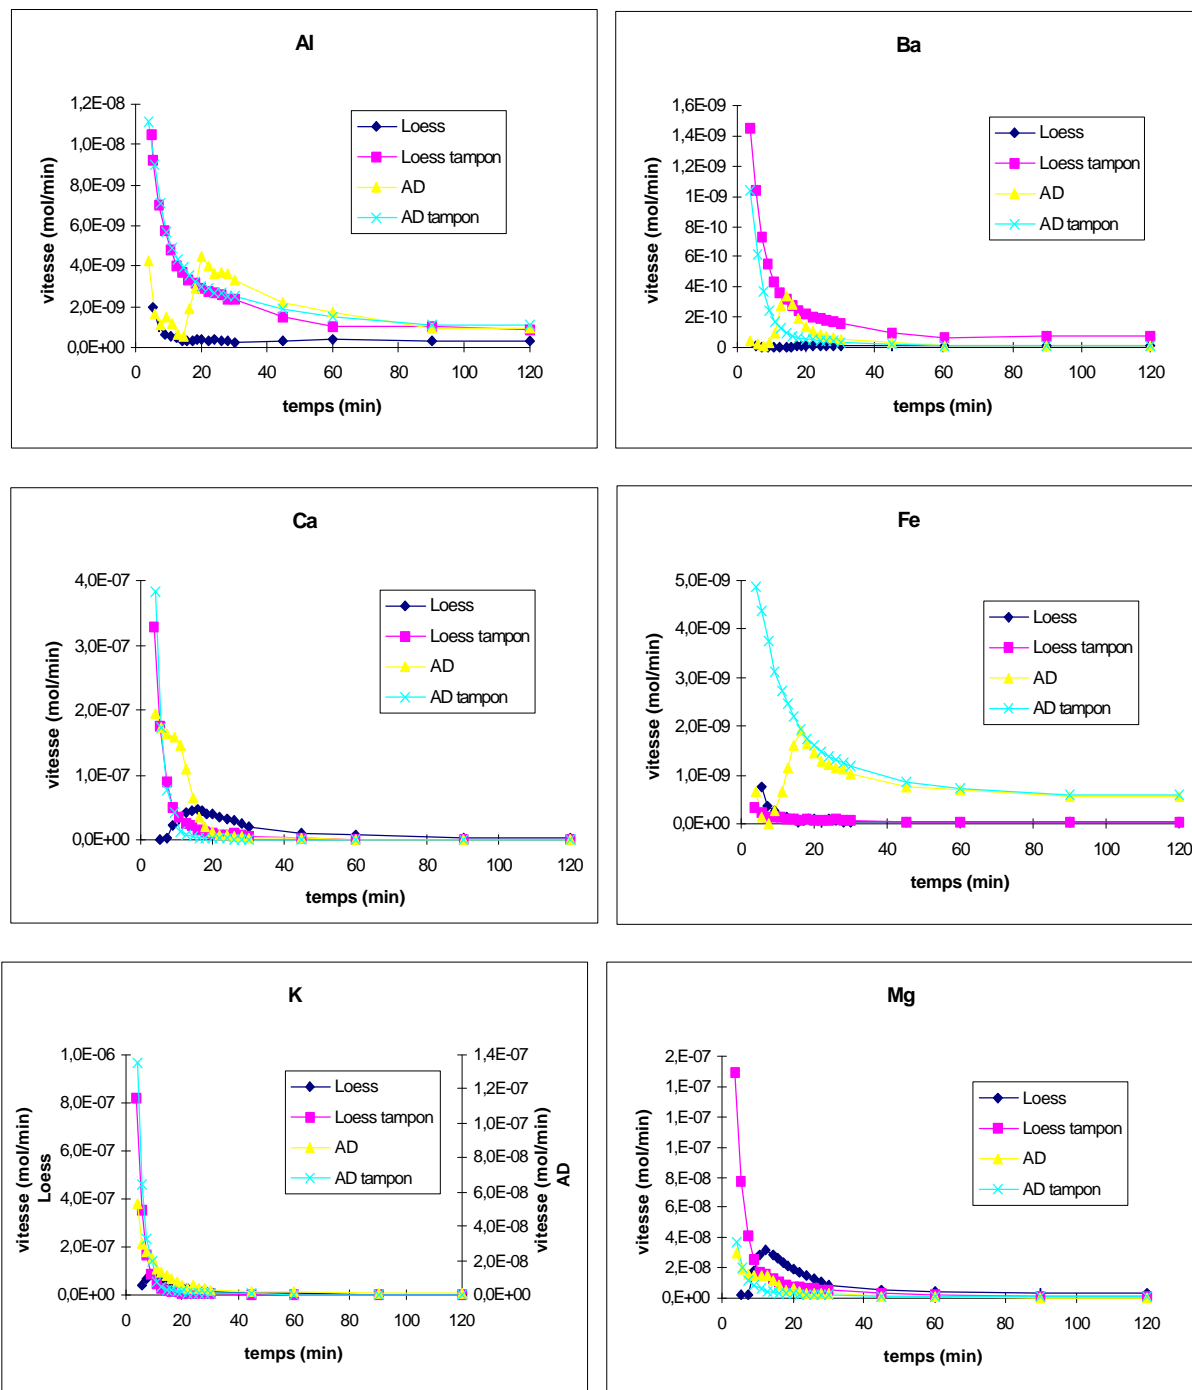 Al
1,2E-08
1,0E-08
8,0E-09
6,0E-09
4,0E-09
2,0E-09
0,0E+00
0 20 40 60 80 100 120
vitesse (mol/min)
temps (min)
Loess
Loess tampon
AD
AD tampon
Ba
1,6E-09
1,4E-09
1,2E-09
1E-09
8E-10
6E-10
4E-10
2E-10
0
0 20 40 60 80 100 120
vitesse (mol/min)
temps (min)
Loess
Loess tampon
AD
AD tampon
Ca
4,0E-07
3,0E-07
2,0E-07
1,0E-07
0,0E+00
0 20 40 60 80 100 120
vitesse (mol/min)
temps (min)
Loess
Loess tampon
AD
AD tampon
Fe
5,0E-09
4,0E-09
3,0E-09
2,0E-09
1,0E-09
0,0E+00
0 20 40 60 80 100 120
vitesse (mol/min)
temps (min)
Loess
Loess tampon
AD
AD tampon
K
1,0E-06
8,0E-07
6,0E-07
4,0E-07
2,0E-07
0,0E+00
0 20 40 60 80 100 120
vitesse (mol/min)
Loess
temps (min)
Loess
Loess tampon
AD
AD tampon
1,4E-07
1,2E-07
1,0E-07
8,0E-08
6,0E-08
4,0E-08
2,0E-08
0,0E+00
vitesse (mol/min)
AD
Mg
2,E-07
1,E-07
1,E-07
1,E-07
8,E-08
6,E-08
4,E-08
2,E-08
0,E+00
0 20 40 60 80 100 120
vitesse (mol/min)
temps (min)
Loess
Loess tampon
AD
AD tampon